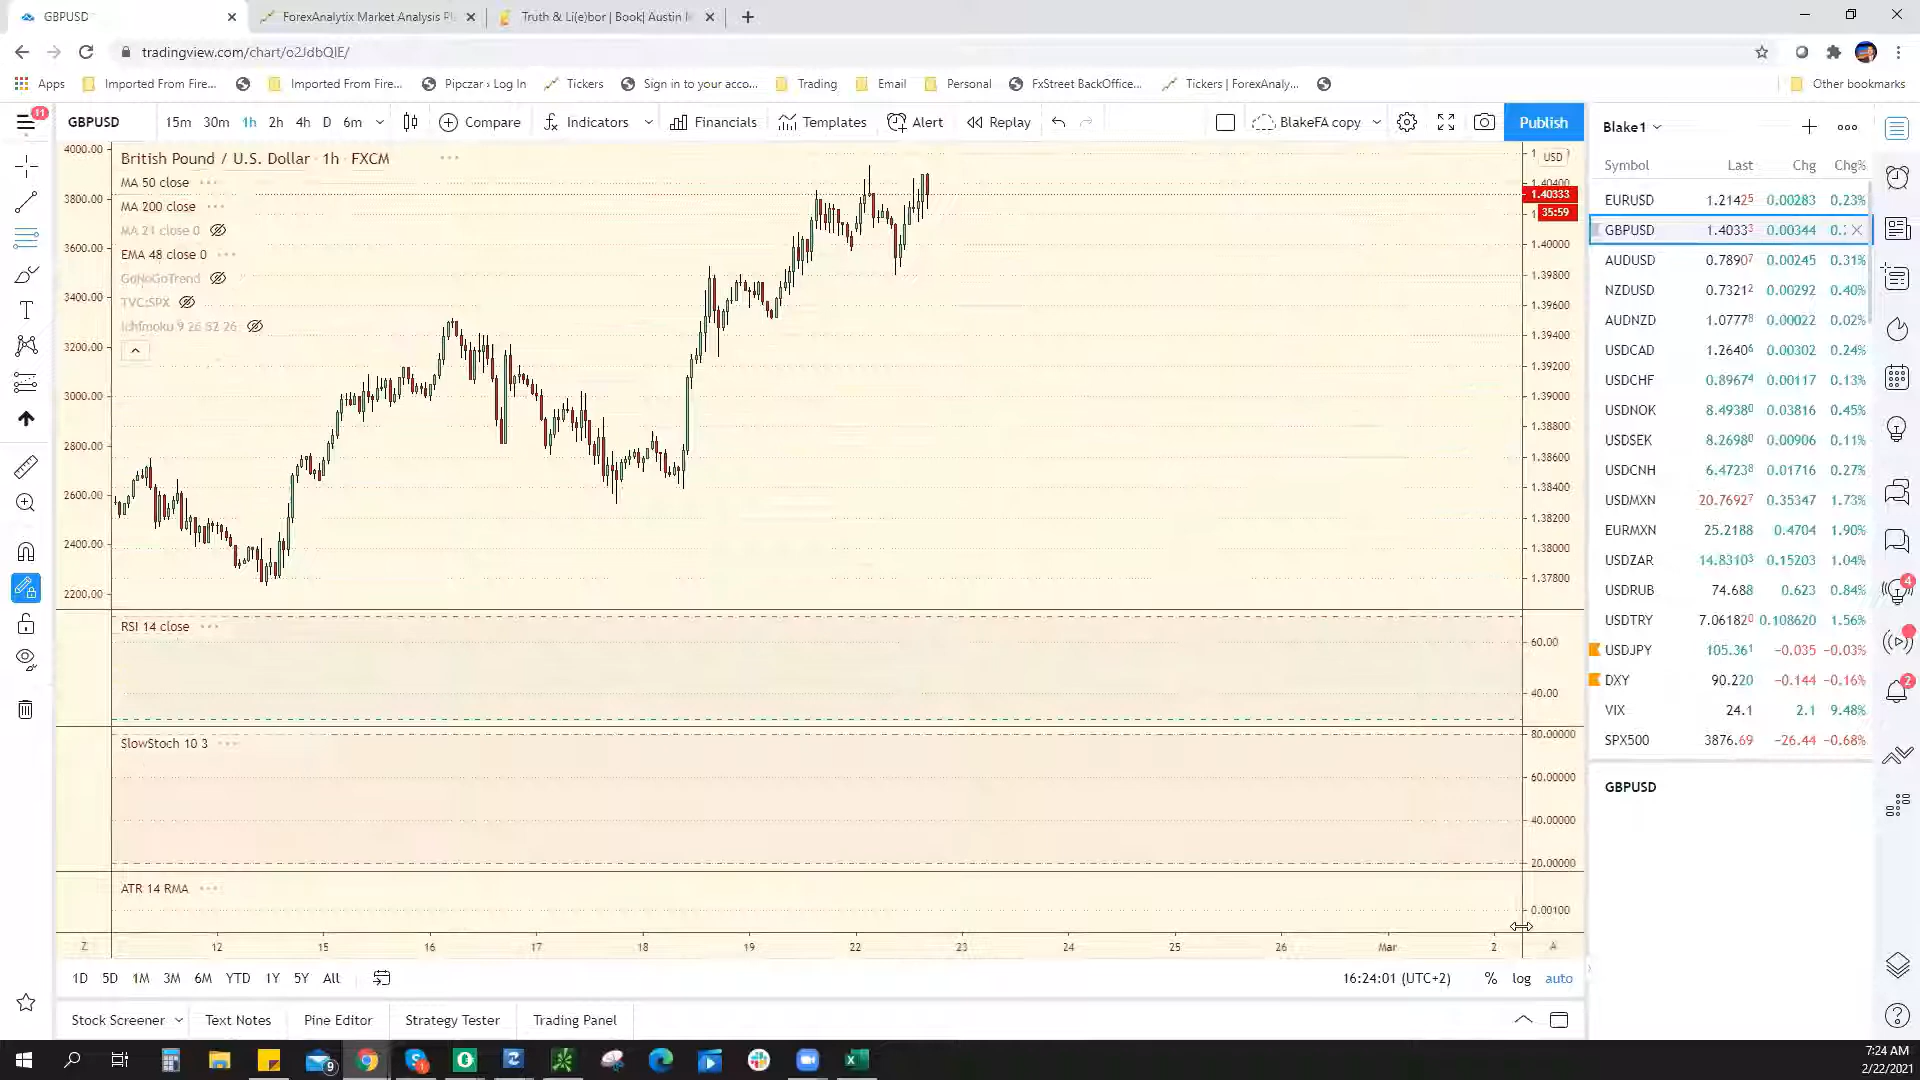 GBPUSD
ForexAnalytix Market Analysis Pl
Truth & Li(e)bor | Book| Austin
tradingview.com/chart/o2JdbQIE/
Apps
Imported From Fire...
Imported From Fire...
Pipczar › Log In
Tickers
Sign in to your acco...
Trading
Email
Personal
FxStreet BackOffice...
Tickers | ForexAnaly...
Other bookmarks
11
GBPUSD 15m 30m 1h 2h 4h D 6m Compare Indicators Financials Templates Alert Replay BlakeFA copy Publish
British Pound / U.S. Dollar · 1h · FXCM
MA 50 close
MA 200 close
MA 21 close 0
EMA 48 close 0
GoNoGoTrend
TVC:SPX
Ichimoku 9 26 52 26
4000.00
3800.00
3600.00
3400.00
3200.00
3000.00
2800.00
2600.00
2400.00
2200.00
USD
1.40400
1.40333
35:59
1.40000
1.39800
1.39600
1.39400
1.39200
1.39000
1.38800
1.38600
1.38400
1.38200
1.38000
1.37800
RSI 14 close
60.00
40.00
SlowStoch 10 3
80.00000
60.00000
40.00000
20.00000
ATR 14 RMA
0.00100
Z 12 15 16 17 18 19 22 23 24 25 26 Mar 2 A
1D 5D 1M 3M 6M YTD 1Y 5Y All
16:24:01 (UTC+2) % log auto
Stock Screener Text Notes Pine Editor Strategy Tester Trading Panel
Blake1
Symbol Last Chg Chg%
EURUSD 1.21425 0.00283 0.23%
GBPUSD 1.40333 0.00344 0.:
AUDUSD 0.78907 0.00245 0.31%
NZDUSD 0.73212 0.00292 0.40%
AUDNZD 1.07778 0.00022 0.02%
USDCAD 1.26406 0.00302 0.24%
USDCHF 0.89674 0.00117 0.13%
USDNOK 8.49380 0.03816 0.45%
USDSEK 8.26980 0.00906 0.11%
USDCNH 6.47238 0.01716 0.27%
USDMXN 20.76927 0.35347 1.73%
EURMXN 25.2188 0.4704 1.90%
USDZAR 14.83103 0.15203 1.04%
USDRUB 74.688 0.623 0.84%
USDTRY 7.061820 0.108620 1.56%
USDJPY 105.361 −0.035 −0.03%
DXY 90.220 −0.144 −0.16%
VIX 24.1 2.1 9.48%
SPX500 3876.69 −26.44 −0.68%
GBPUSD
4
2
9
7:24 AM
2/22/2021